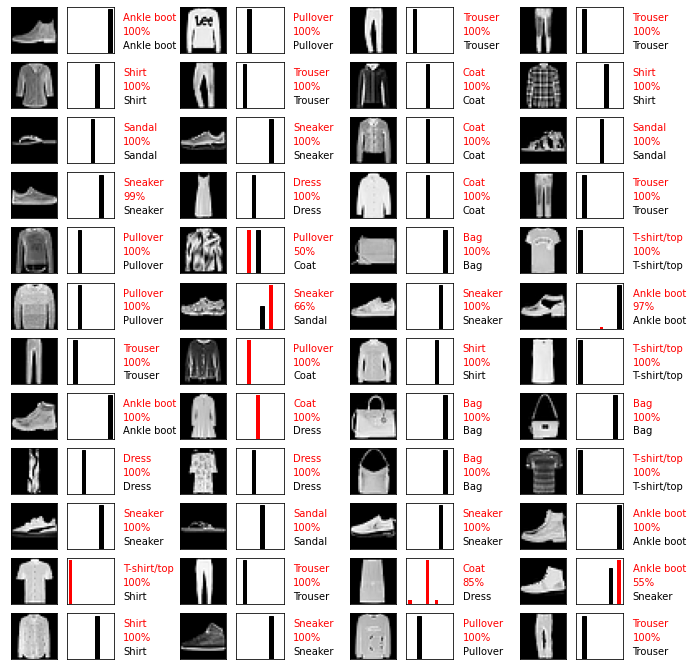 Ankle boot
100%
Ankle boot
Lee
Pullover
100%
Pullover
Trouser
100%
Trouser
Trouser
100%
Trouser
Shirt
100%
Shirt
Trouser
100%
Trouser
Coat
100%
Coat
Shirt
100%
Shirt
Sandal
100%
Sandal
Sneaker
100%
Sneaker
Coat
100%
Coat
Sandal
100%
Sandal
Sneaker
99%
Sneaker
Dress
100%
Dress
Coat
100%
Coat
Trouser
100%
Trouser
Pullover
100%
Pullover
Pullover
50%
Coat
Bag
100%
Bag
T-shirt/top
100%
T-shirt/top
Pullover
100%
Pullover
Sneaker
66%
Sandal
Sneaker
100%
Sneaker
Ankle boot
97%
Ankle boot
Trouser
100%
Trouser
Pullover
100%
Coat
Shirt
100%
Shirt
T-shirt/top
100%
T-shirt/top
Ankle boot
100%
Ankle boot
Coat
100%
Dress
Bag
100%
Bag
Bag
100%
Bag
Dress
100%
Dress
Dress
100%
Dress
Bag
100%
Bag
T-shirt/top
100%
T-shirt/top
Sneaker
100%
Sneaker
Sandal
100%
Sandal
Sneaker
100%
Sneaker
Ankle boot
100%
Ankle boot
T-shirt/top
100%
Shirt
Trouser
100%
Trouser
Coat
85%
Dress
Ankle boot
55%
Sneaker
Shirt
100%
Shirt
Sneaker
100%
Sneaker
Pullover
100%
Pullover
Trouser
100%
Trouser